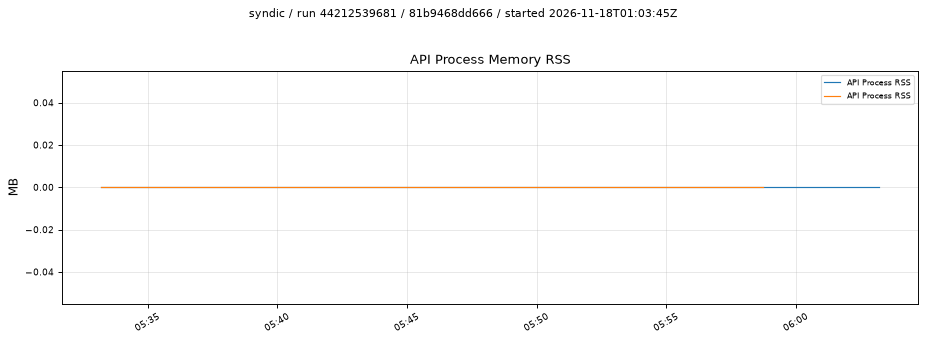 syndic / run 44212539681 / 81b9468dd666 / started 2026-11-18T01:03:45Z
API Process Memory RSS
API Process RSS
API Process RSS
0.04
0.02
0.00
−0.02
−0.04
MB
05:35
05:40
05:45
05:50
05:55
06:00